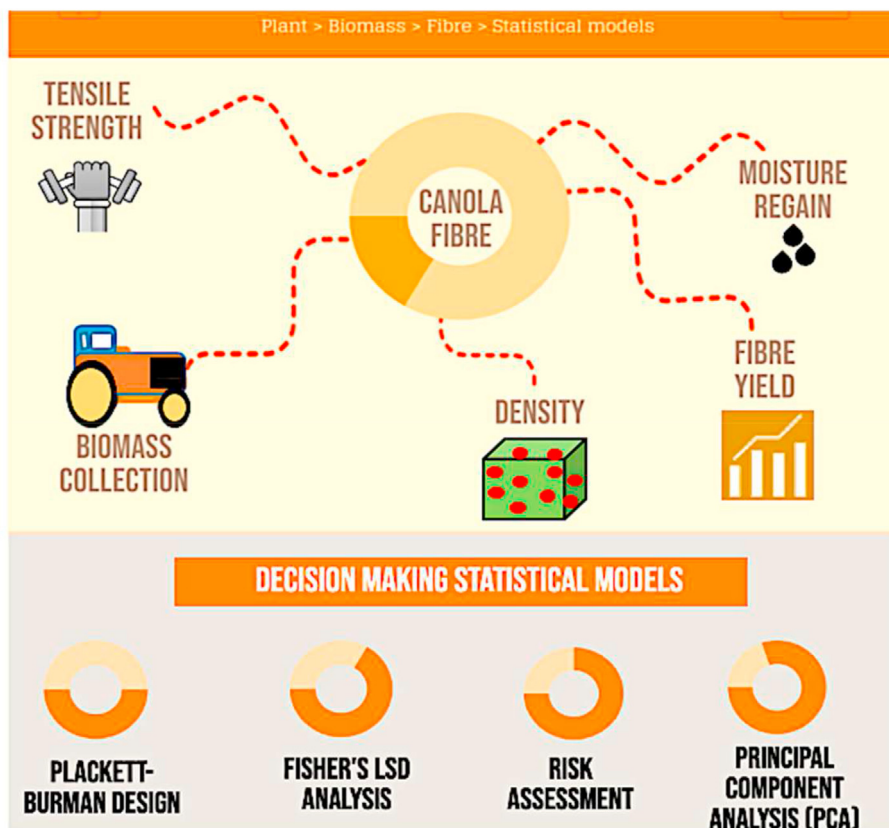 Plant > Biomass > Fibre > Statistical models
TENSILE
STRENGTH
CANOLA
FIBRE
MOISTURE
REGAIN
BIOMASS
COLLECTION
DENSITY
FIBRE
YIELD
DECISION MAKING STATISTICAL MODELS
PLACKETT-
BURMAN DESIGN
FISHER'S LSD
ANALYSIS
RISK
ASSESSMENT
PRINCIPAL
COMPONENT
ANALYSIS (PCA)